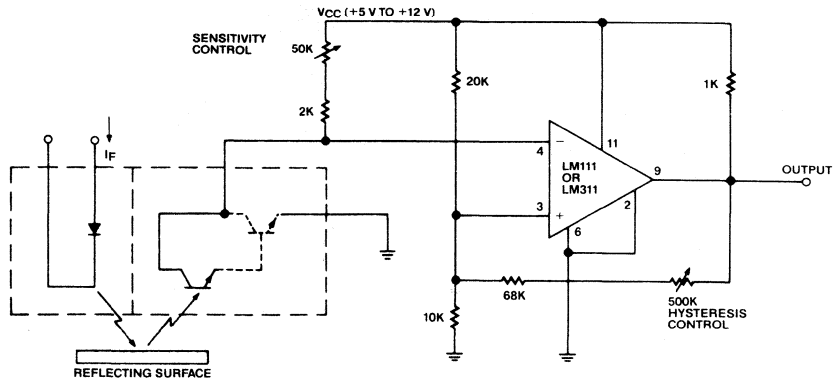 VCC (+5 V TO +12 V)
SENSITIVITY
CONTROL
50K
20K
1K
2K
IF
4
11
LM111
OR
LM311
9
OUTPUT
3
2
6
68K
500K
HYSTERESIS
CONTROL
10K
REFLECTING SURFACE